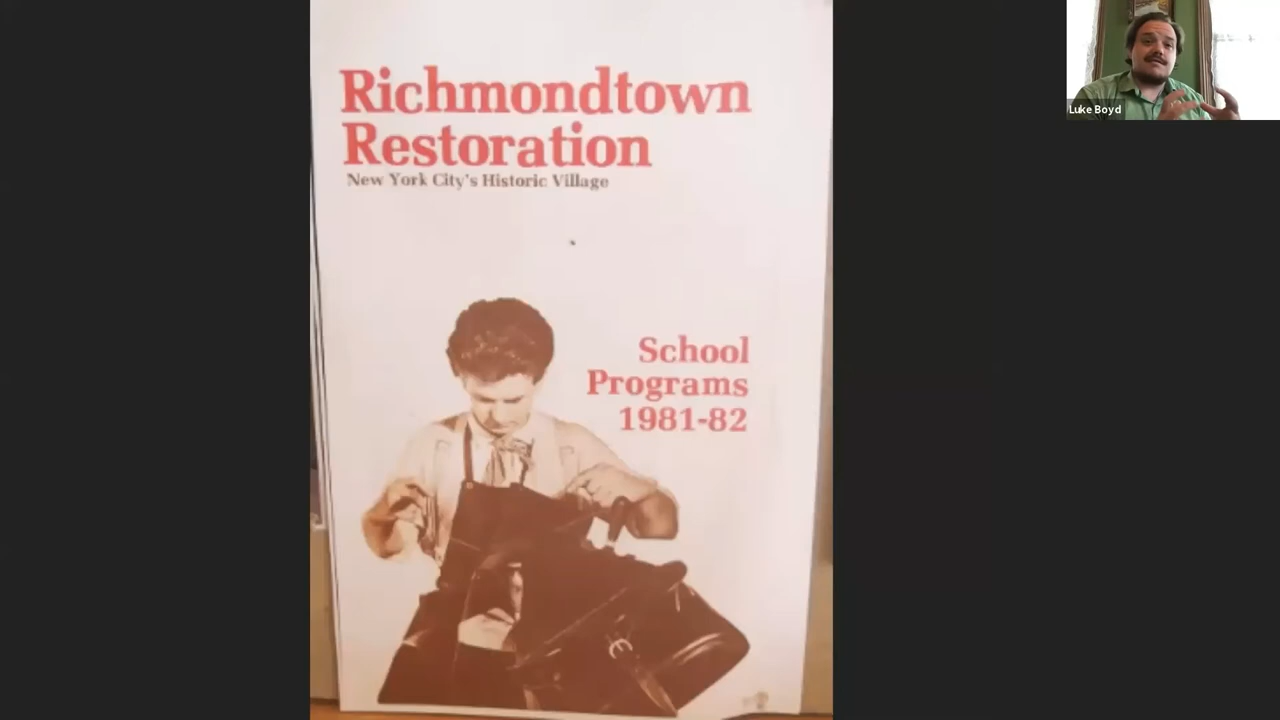 Richmondtown
Restoration
New York City's Historic Village
School
Programs
1981-82
Luke Boyd